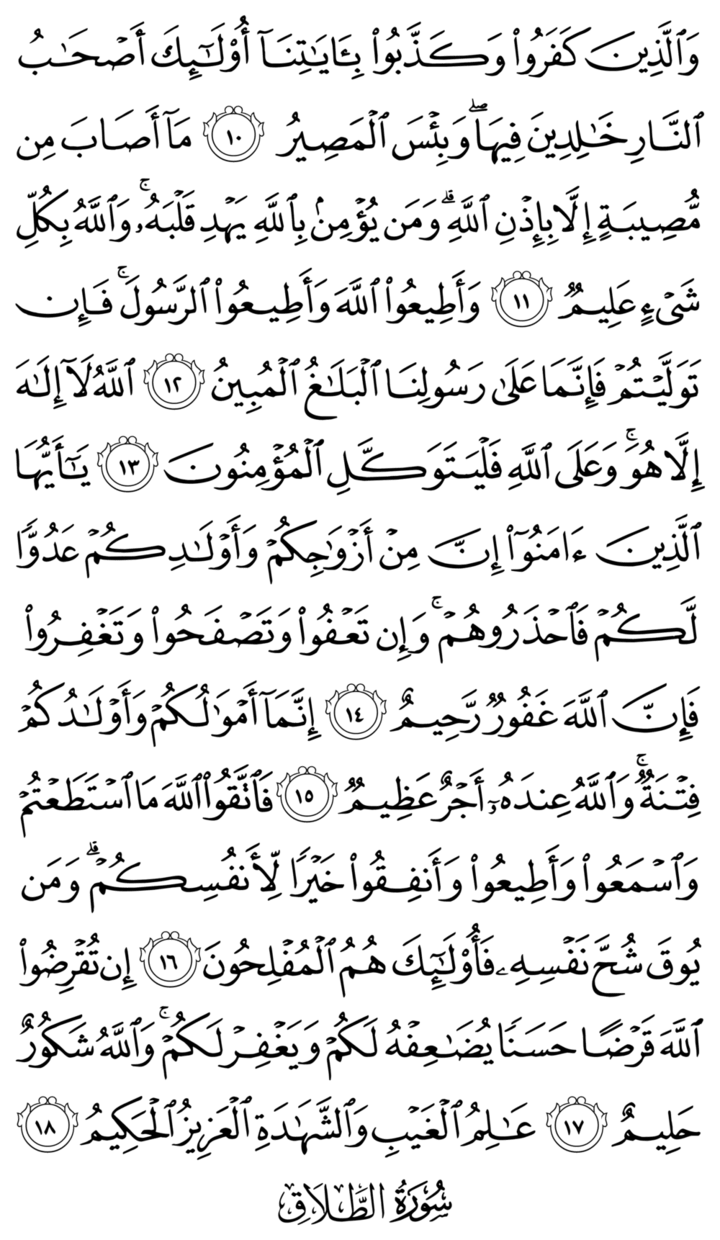 وَٱلَّذِينَ كَفَرُوا۟ وَكَذَّبُوا۟ بِـَٔايَـٰتِنَآ أُو۟لَـٰٓئِكَ أَصْحَـٰبُ
ٱلنَّارِ خَـٰلِدِينَ فِيهَا ۖ وَبِئْسَ ٱلْمَصِيرُ ١٠ مَآ أَصَابَ مِن
مُّصِيبَةٍ إِلَّا بِإِذْنِ ٱللَّهِ ۗ وَمَن يُؤْمِنۢ بِٱللَّهِ يَهْدِ قَلْبَهُۥ ۚ وَٱللَّهُ بِكُلِّ
شَىْءٍ عَلِيمٌ ١١ وَأَطِيعُوا۟ ٱللَّهَ وَأَطِيعُوا۟ ٱلرَّسُولَ ۚ فَإِن
تَوَلَّيْتُمْ فَإِنَّمَا عَلَىٰ رَسُولِنَا ٱلْبَلَـٰغُ ٱلْمُبِينُ ١٢ ٱللَّهُ لَآ إِلَـٰهَ
إِلَّا هُوَ ۚ وَعَلَى ٱللَّهِ فَلْيَتَوَكَّلِ ٱلْمُؤْمِنُونَ ١٣ يَـٰٓأَيُّهَا
ٱلَّذِينَ ءَامَنُوٓا۟ إِنَّ مِنْ أَزْوَٰجِكُمْ وَأَوْلَـٰدِكُمْ عَدُوًّا
لَّكُمْ فَٱحْذَرُوهُمْ ۚ وَإِن تَعْفُوا۟ وَتَصْفَحُوا۟ وَتَغْفِرُوا۟
فَإِنَّ ٱللَّهَ غَفُورٌ رَّحِيمٌ ١٤ إِنَّمَآ أَمْوَٰلُكُمْ وَأَوْلَـٰدُكُمْ
فِتْنَةٌ ۚ وَٱللَّهُ عِندَهُۥٓ أَجْرٌ عَظِيمٌ ١٥ فَٱتَّقُوا۟ ٱللَّهَ مَا ٱسْتَطَعْتُمْ
وَٱسْمَعُوا۟ وَأَطِيعُوا۟ وَأَنفِقُوا۟ خَيْرًا لِّأَنفُسِكُمْ ۗ وَمَن
يُوقَ شُحَّ نَفْسِهِۦ فَأُو۟لَـٰٓئِكَ هُمُ ٱلْمُفْلِحُونَ ١٦ إِن تُقْرِضُوا۟
ٱللَّهَ قَرْضًا حَسَنًا يُضَـٰعِفْهُ لَكُمْ وَيَغْفِرْ لَكُمْ ۚ وَٱللَّهُ شَكُورٌ
حَلِيمٌ ١٧ عَـٰلِمُ ٱلْغَيْبِ وَٱلشَّهَـٰدَةِ ٱلْعَزِيزُ ٱلْحَكِيمُ ١٨
سُورَةُ الطَّلَاقِ